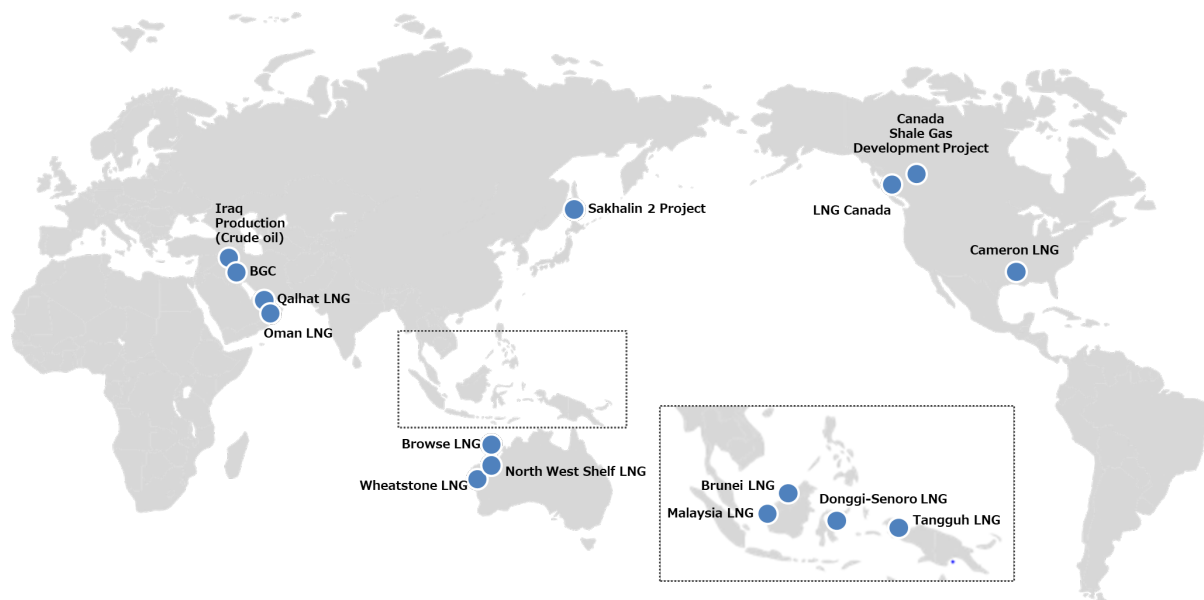 Canada
Shale Gas
Development Project
LNG Canada
Sakhalin 2 Project
Iraq
Production
(Crude oil)
Cameron LNG
BGC
Qalhat LNG
Oman LNG
Browse LNG
North West Shelf LNG
Wheatstone LNG
Brunei LNG
Donggi-Senoro LNG
Malaysia LNG
Tangguh LNG